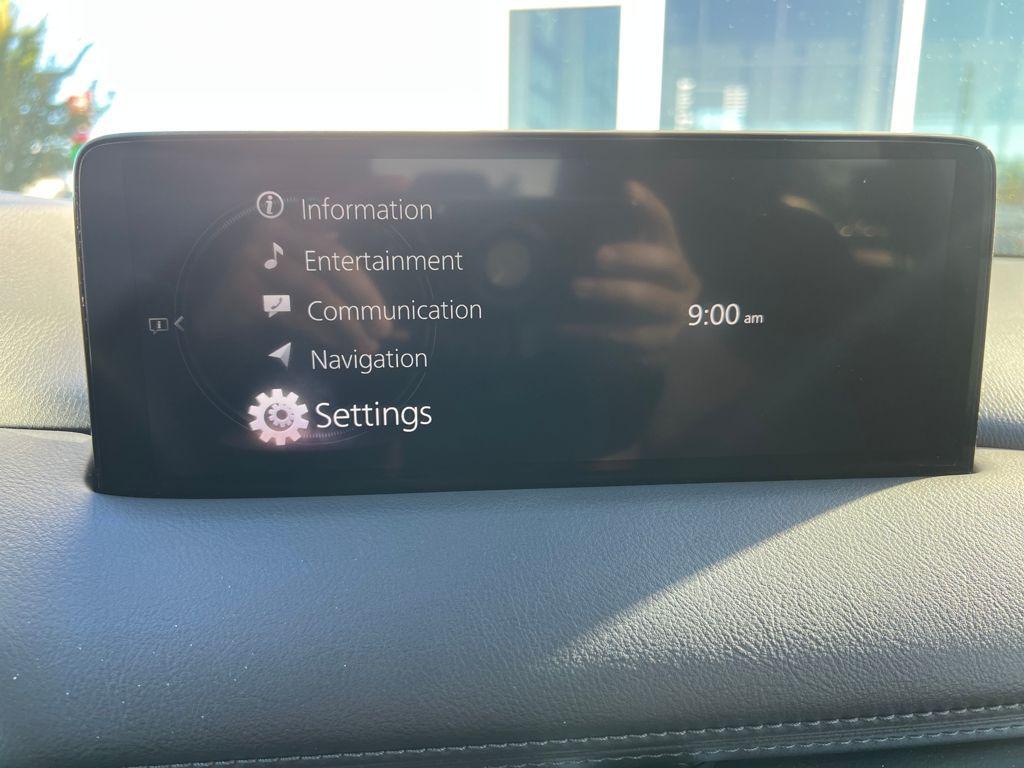 Information
Entertainment
Communication
Navigation
Settings
9:00 am